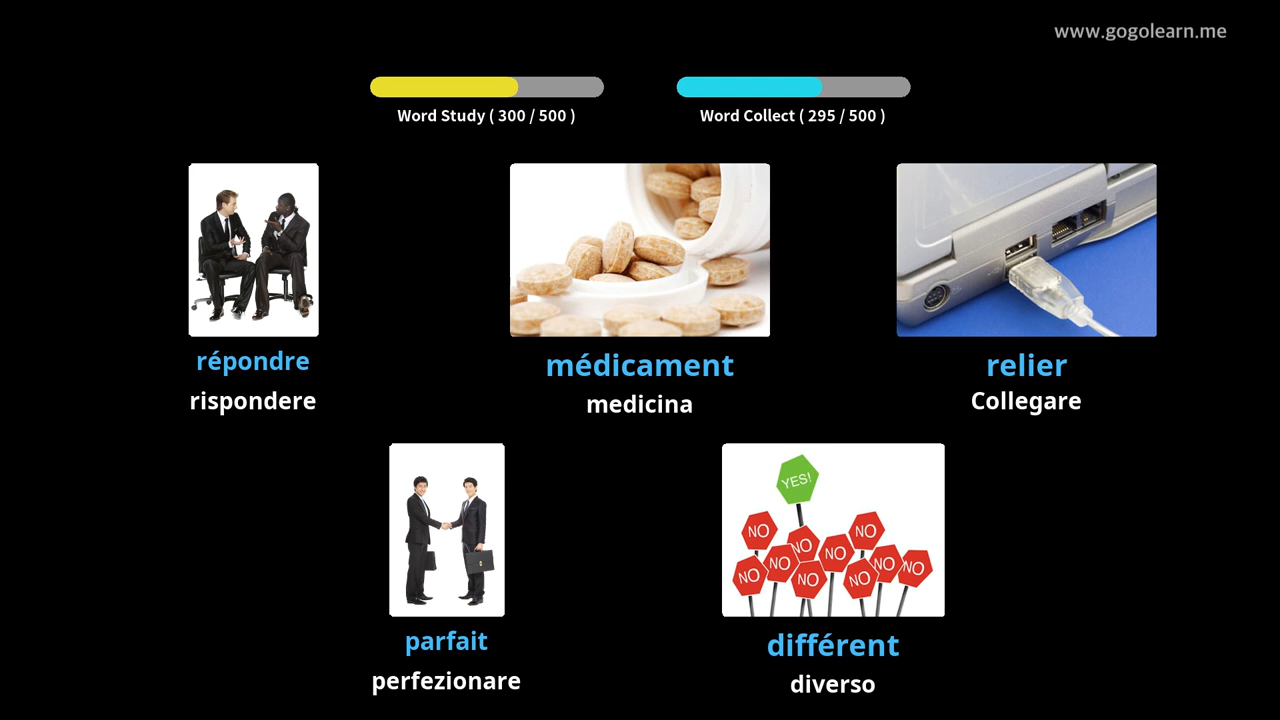 www.gogolearn.me
Word Study ( 300 / 500 )
Word Collect ( 295 / 500 )
répondre
rispondere
médicament
medicina
relier
Collegare
YES!
NO
NO
NO
NO
NO
NO
NO
NO
NO
NO
parfait
perfezionare
différent
diverso